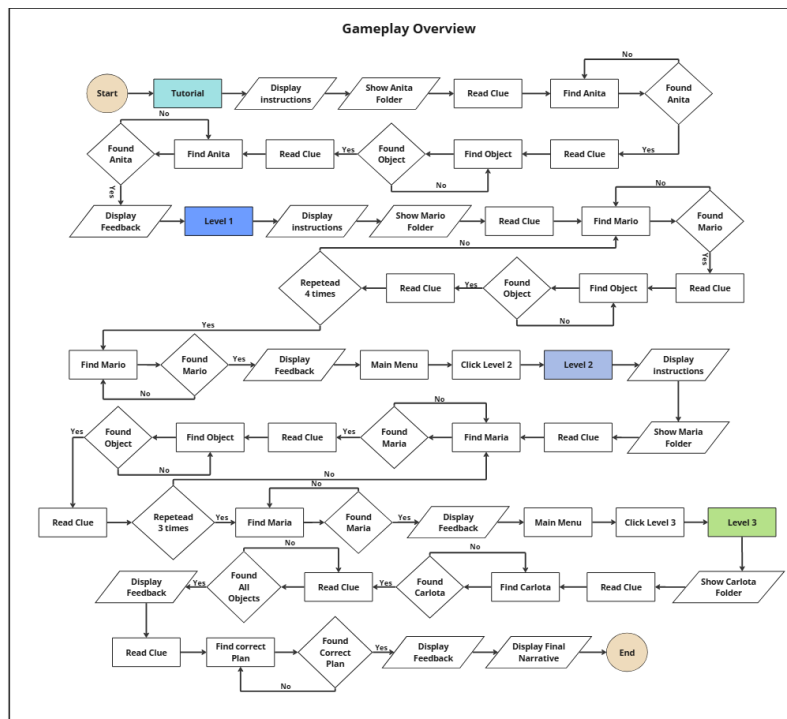 Gameplay Overview
No
Start
Tutorial
Display
instructions
Show Anita
Folder
Read Clue
Find Anita
Found
Anita
No
Yes
Found
Anita
Find Anita
Read Clue
Yes
Found
Object
Find Object
Read Clue
Yes
No
Display
Feedback
Level 1
Display
instructions
Show Mario
Folder
Read Clue
Find Mario
No
Found
Mario
No
Yes
Repetead
4 times
Read Clue
Yes
Found
Object
Find Object
Read Clue
No
Yes
Find Mario
Found
Mario
Yes
No
Display
Feedback
Main Menu
Click Level 2
Level 2
Display
instructions
No
Yes
Found
Object
Find Object
Read Clue
Yes
Found
Maria
Find Maria
Read Clue
Show Maria
Folder
No
No
Read Clue
Repetead
3 times
Yes
Find Maria
No
Found
Maria
Yes
Display
Feedback
Main Menu
Click Level 3
Level 3
No
No
Display
Feedback
Yes
Found
All
Objects
Read Clue
Yes
Found
Carlota
Find Carlota
Read Clue
Show Carlota
Folder
Read Clue
Find correct
Plan
Found
Correct
Plan
Yes
No
Display
Feedback
Display Final
Narrative
End